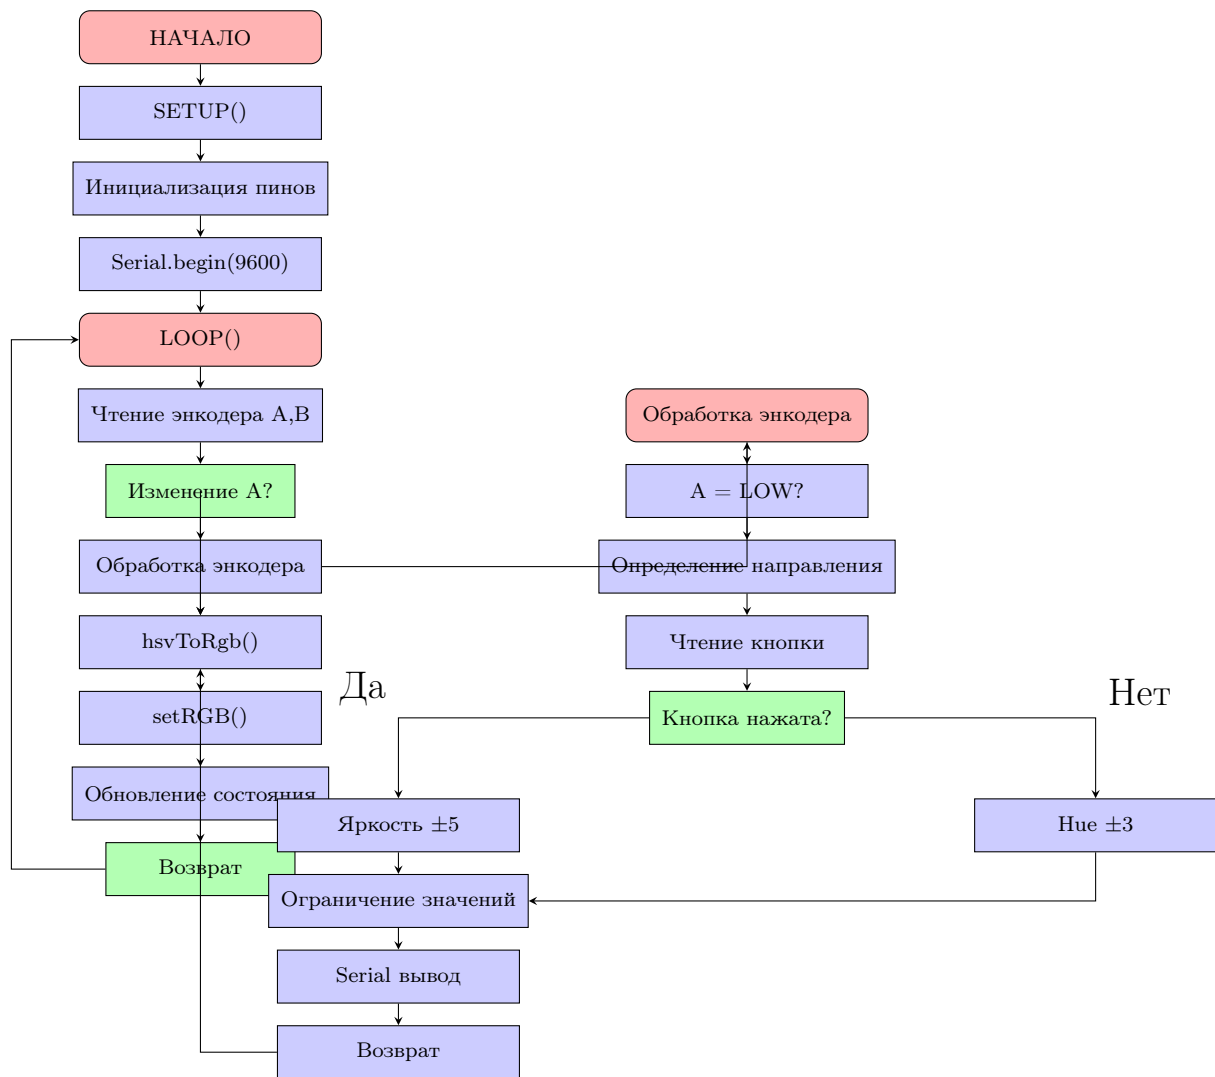 НАЧАЛО
SETUP()
Инициализация пинов
Serial.begin(9600)
LOOP()
Чтение энкодера A,B
Изменение A?
Обработка энкодера
hsvToRgb()
setRGB()
Обновление состояния
Возврат
Обработка энкодера
A = LOW?
Определение направления
Чтение кнопки
Кнопка нажата?
Да
Нет
Яркость ±5
Hue ±3
Ограничение значений
Serial вывод
Возврат